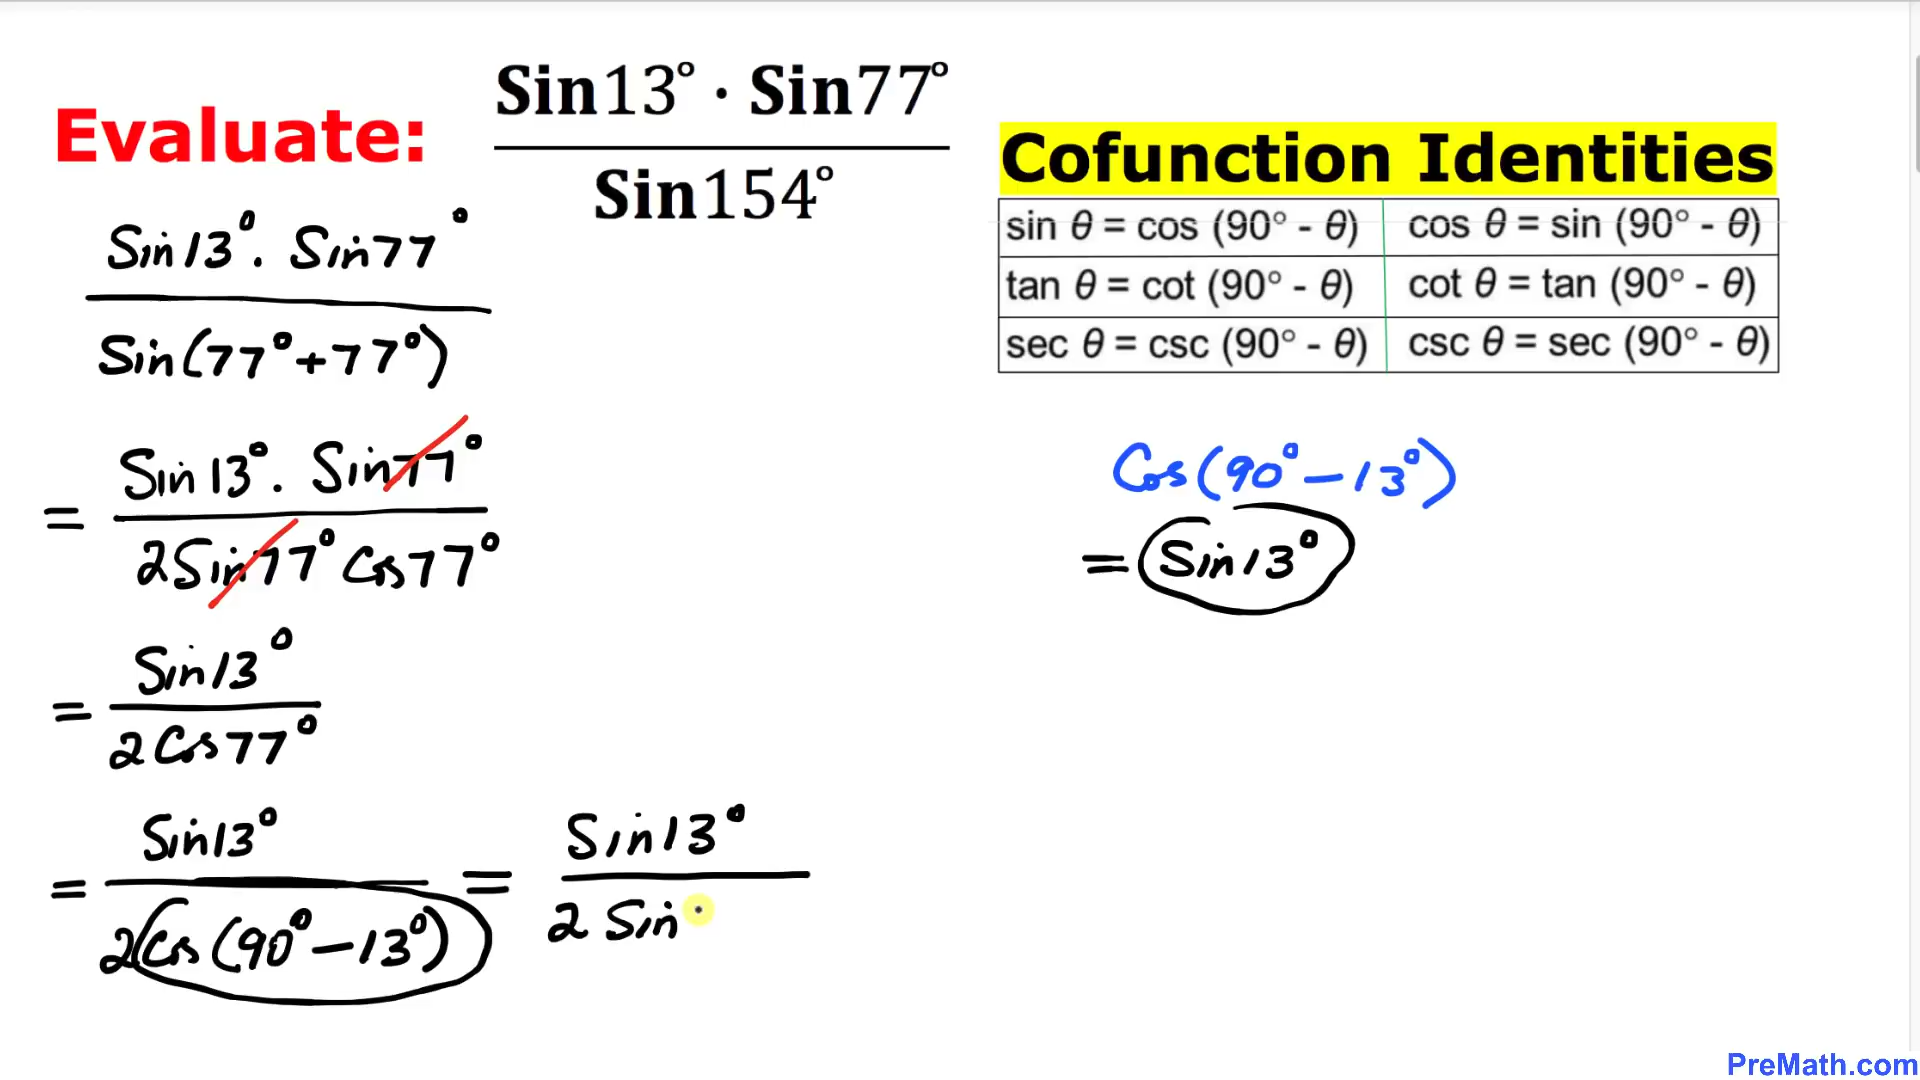 Evaluate:
Sin13° · Sin77°
Sin154°
Cofunction Identities
sin θ = cos (90° - θ) cos θ = sin (90° - θ)
tan θ = cot (90° - θ) cot θ = tan (90° - θ)
sec θ = csc (90° - θ) csc θ = sec (90° - θ)
Sin13° . Sin77°
Sin(77°+77°)
= Sin13° . Sin77°
2Sin77° Cos77°
= Sin13°
2Cos77°
= Sin13°
2Cos(90°-13°)
= Sin13°
2 Sin
Cos(90°-13°)
= Sin13°
PreMath.com